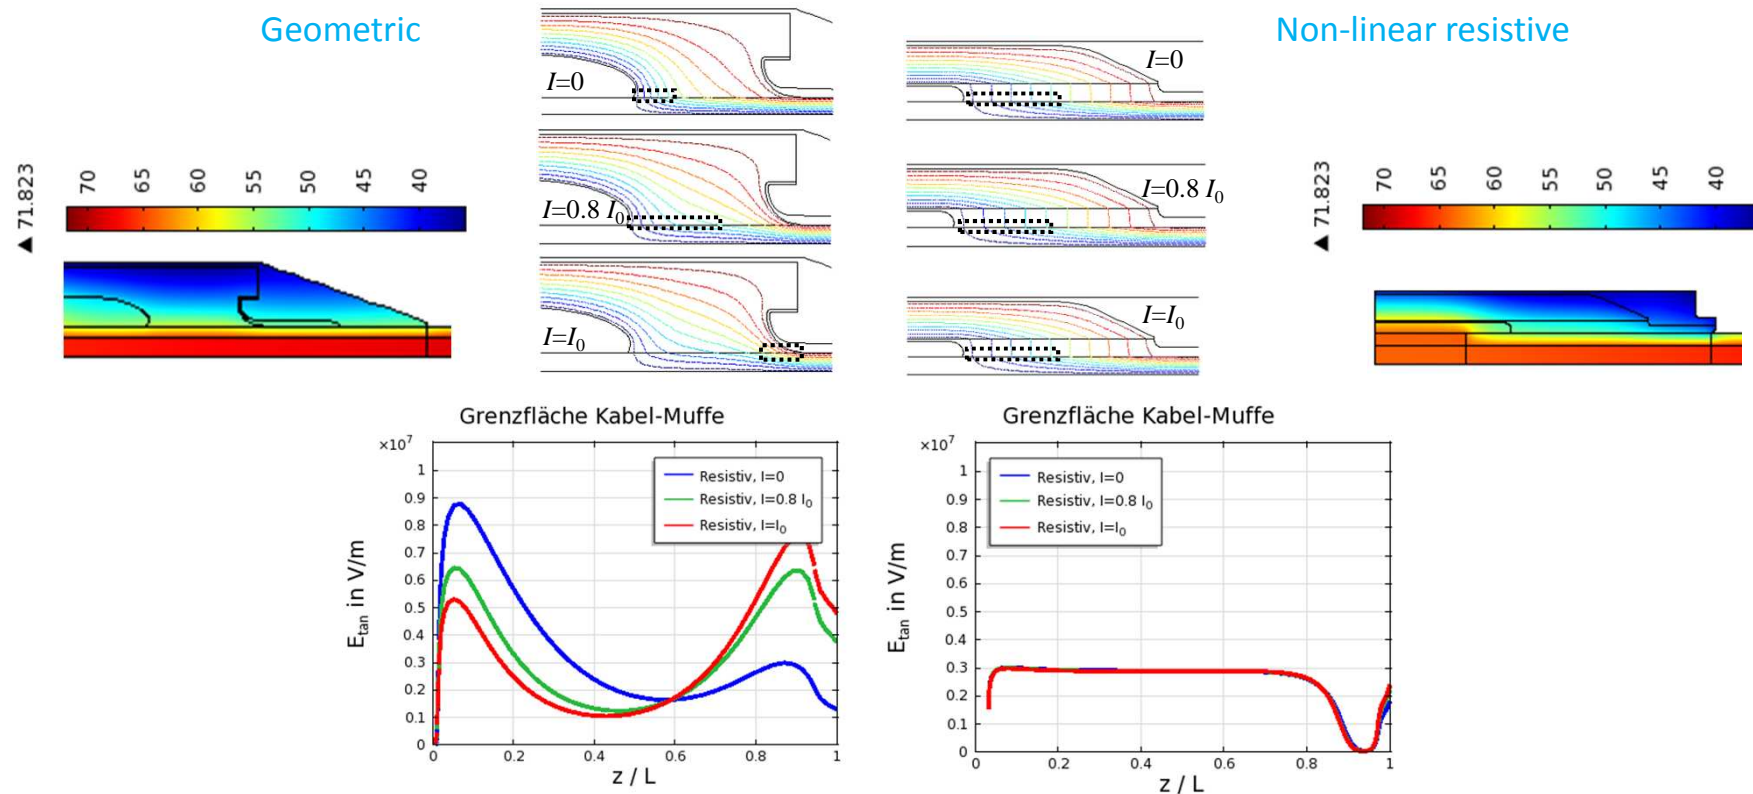 Geometric
Non-linear resistive
I=0
I=0.8 I0
I=I0
I=0
I=0.8 I0
I=I0
▲ 71.823
70 65 60 55 50 45 40
▲ 71.823
70 65 60 55 50 45 40
Grenzfläche Kabel-Muffe
×10^7
Etan in V/m
1
0.9
0.8
0.7
0.6
0.5
0.4
0.3
0.2
0.1
0
0 0.2 0.4 0.6 0.8 1
z / L
Resistiv, I=0
Resistiv, I=0.8 I0
Resistiv, I=I0
Grenzfläche Kabel-Muffe
×10^7
Etan in V/m
1
0.9
0.8
0.7
0.6
0.5
0.4
0.3
0.2
0.1
0
0 0.2 0.4 0.6 0.8 1
z / L
Resistiv, I=0
Resistiv, I=0.8 I0
Resistiv, I=I0